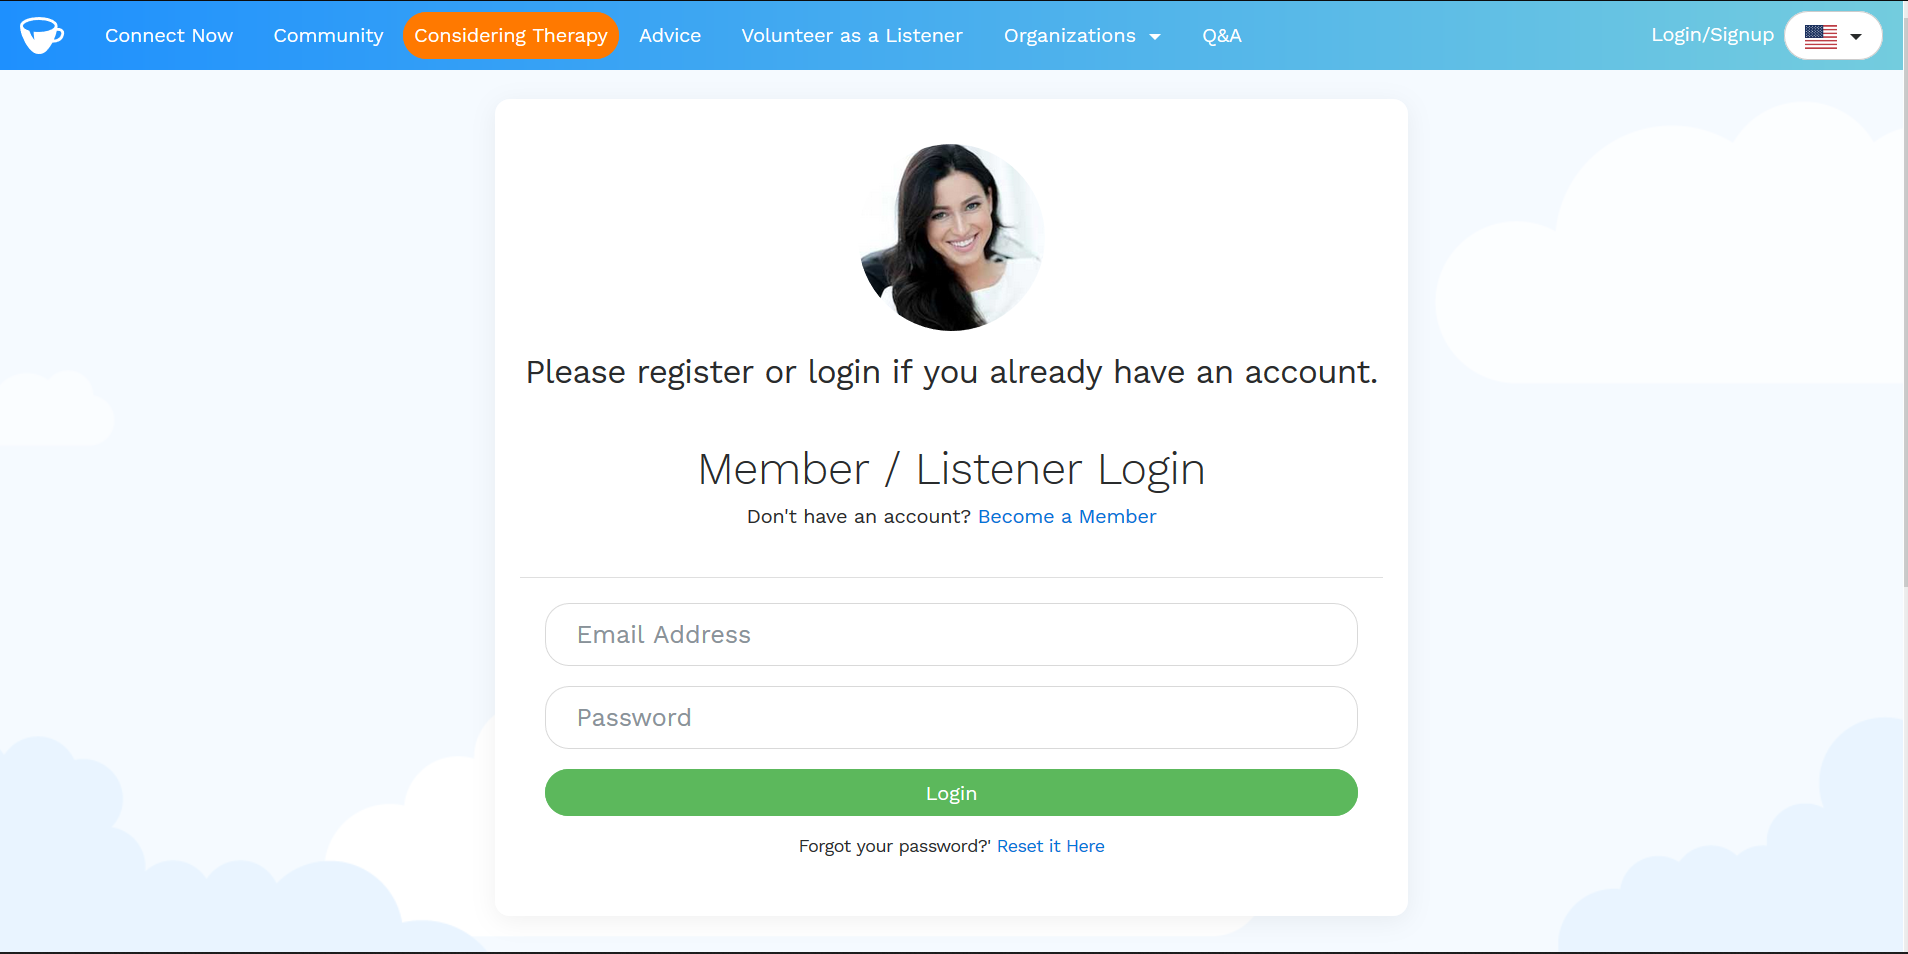 Connect Now Community Considering Therapy Advice Volunteer as a Listener Organizations Q&A Login/Signup
Please register or login if you already have an account.
Member / Listener Login
Don't have an account? Become a Member
Email Address
Password
Login
Forgot your password?' Reset it Here